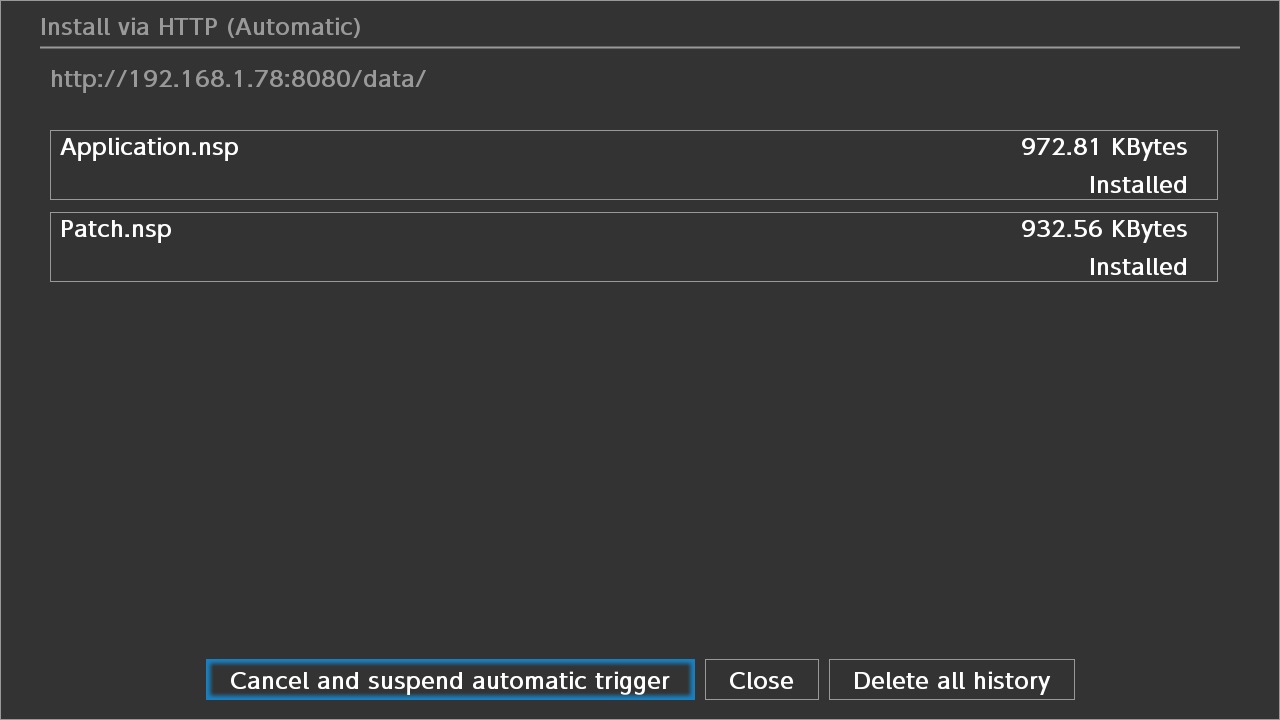 Install via HTTP (Automatic)
http://192.168.1.78:8080/data/
Application.nsp 972.81 KBytes
Installed
Patch.nsp 932.56 KBytes
Installed
Cancel and suspend automatic trigger Close Delete all history